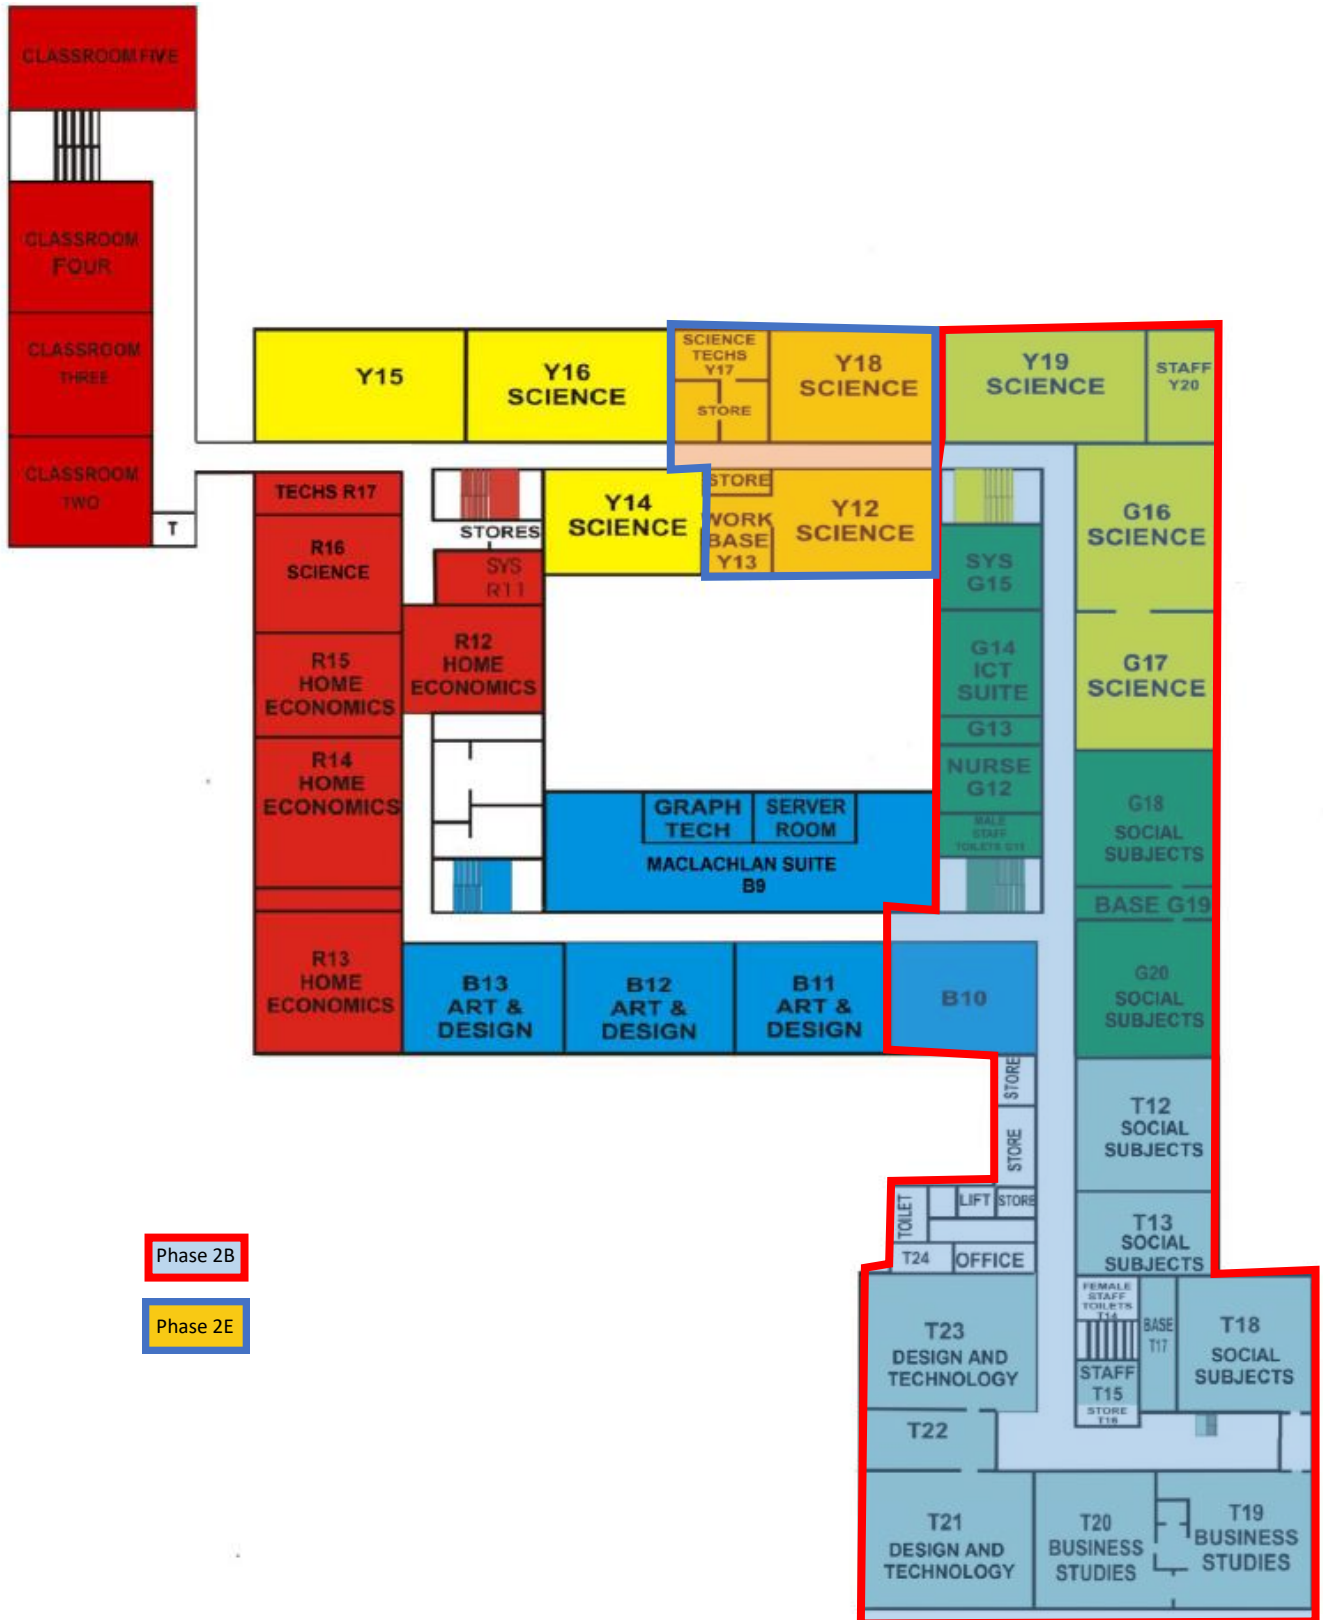 CLASSROOM FIVE
CLASSROOM
FOUR
CLASSROOM
THREE
CLASSROOM
TWO
T
Y15
Y16
SCIENCE
SCIENCE
TECHS
Y17
STORE
Y18
SCIENCE
Y19
SCIENCE
STAFF
Y20
TECHS R17
R16
SCIENCE
R15
HOME
ECONOMICS
R14
HOME
ECONOMICS
R13
HOME
ECONOMICS
STORES
SYS
R11
R12
HOME
ECONOMICS
Y14
SCIENCE
STORE
WORK
BASE
Y13
Y12
SCIENCE
SYS
G15
G14
ICT
SUITE
G13
NURSE
G12
MALE
STAFF
TOILETS G11
G16
SCIENCE
G17
SCIENCE
G18
SOCIAL
SUBJECTS
BASE G19
G20
SOCIAL
SUBJECTS
GRAPH
TECH
SERVER
ROOM
MACLACHLAN SUITE
B9
B13
ART &
DESIGN
B12
ART &
DESIGN
B11
ART &
DESIGN
B10
STORE
STORE
T12
SOCIAL
SUBJECTS
TOILET
LIFT
STORE
T24
OFFICE
T13
SOCIAL
SUBJECTS
Phase 2B
Phase 2E
T23
DESIGN AND
TECHNOLOGY
FEMALE
STAFF
TOILETS
T14
STAFF
T15
STORE
T16
BASE
T17
T18
SOCIAL
SUBJECTS
T22
T21
DESIGN AND
TECHNOLOGY
T20
BUSINESS
STUDIES
T19
BUSINESS
STUDIES